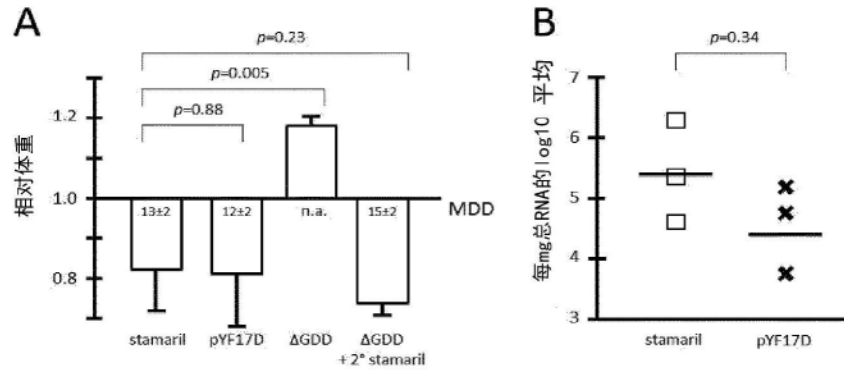 A
p=0.23
p=0.005
p=0.88
相对体重
1.2
1.0
0.8
13±2
12±2
n.a.
15±2
MDD
stamaril
pYF17D
ΔGDD
ΔGDD
+ 2° stamaril
B
p=0.34
每mg总RNA的log10 平均
7
6
5
4
3
stamaril
pYF17D